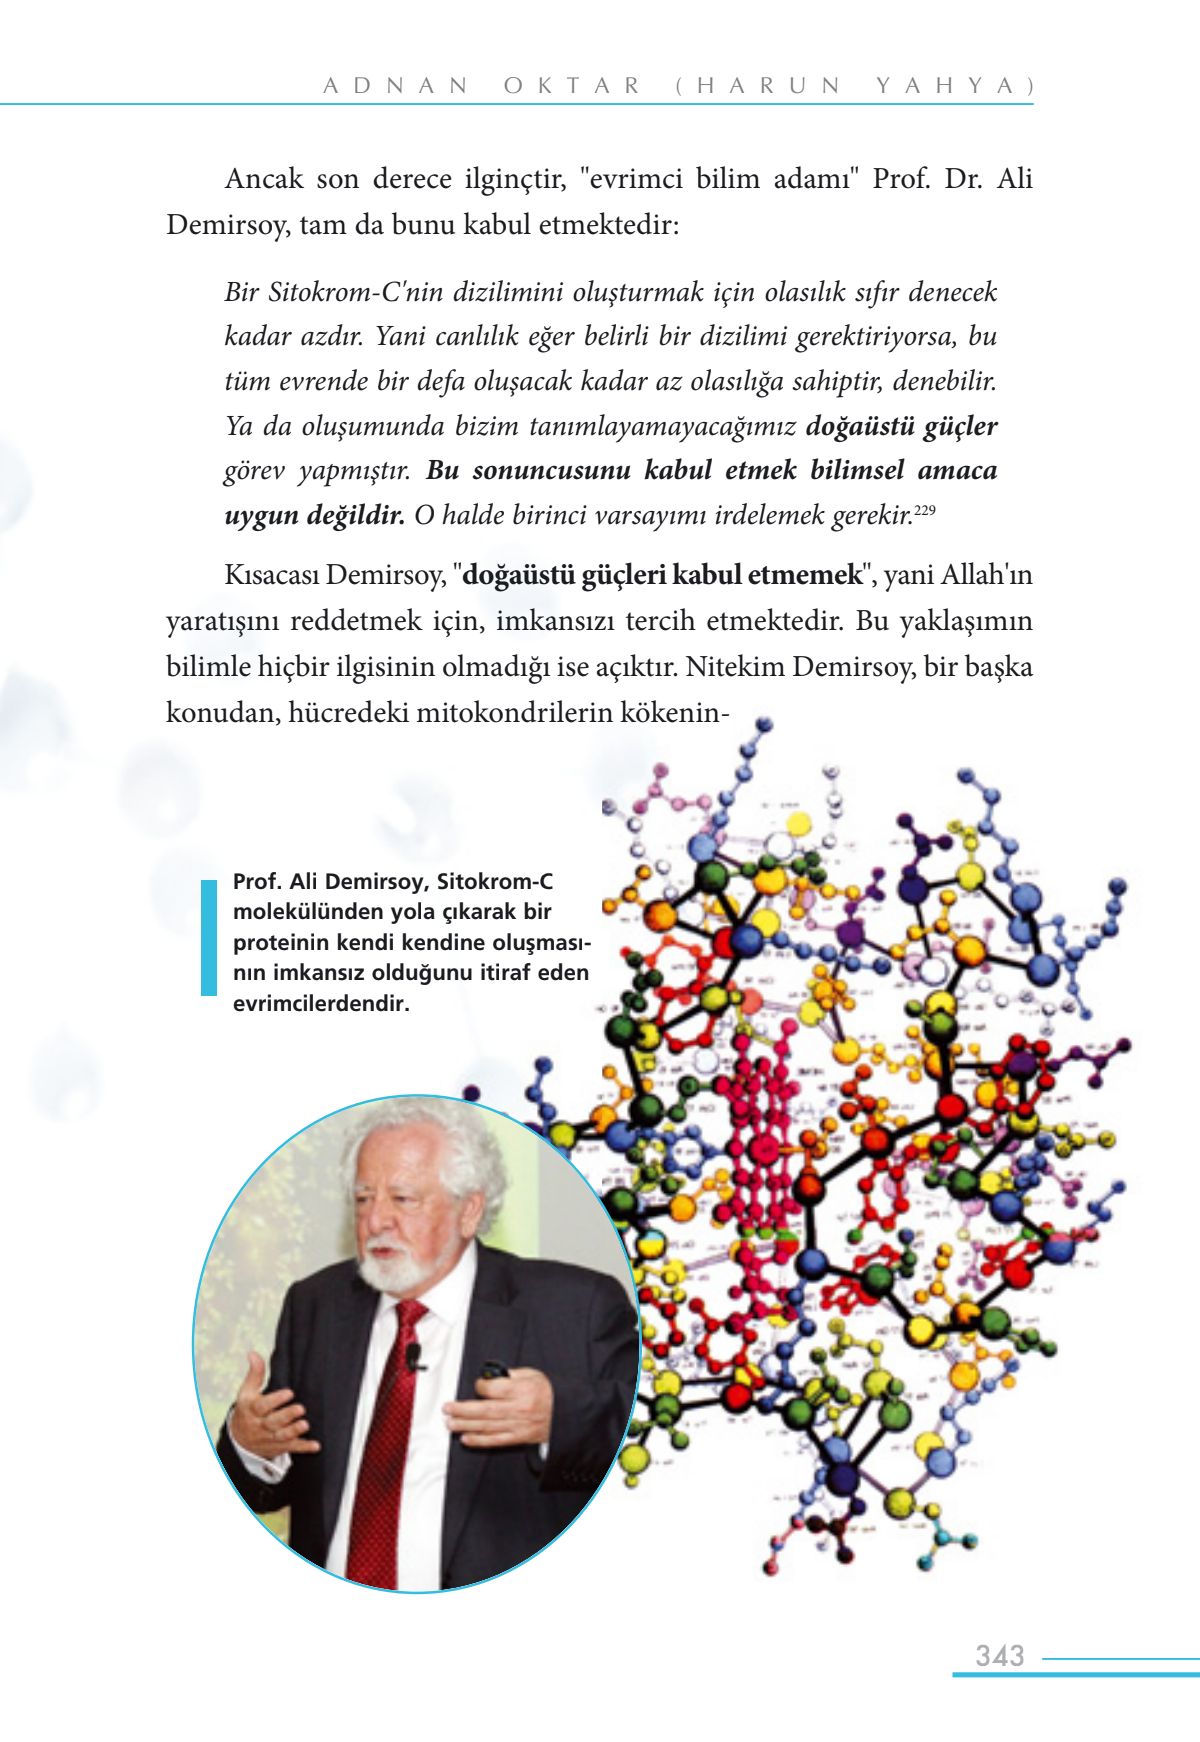 ADNAN OKTAR (HARUN YAHYA)
Ancak son derece ilginçtir, "evrimci bilim adamı" Prof. Dr. Ali
Demirsoy, tam da bunu kabul etmektedir:
Bir Sitokrom-C'nin dizilimini oluşturmak için olasılık sıfır denecek
kadar azdır. Yani canlılık eğer belirli bir dizilimi gerektiriyorsa, bu
tüm evrende bir defa oluşacak kadar az olasılığa sahiptir, denebilir.
Ya da oluşumunda bizim tanımlayamayacağımız doğaüstü güçler
görev yapmıştır. Bu sonuncusunu kabul etmek bilimsel amaca
uygun değildir. O halde birinci varsayımı irdelemek gerekir.229
Kısacası Demirsoy, "doğaüstü güçleri kabul etmemek", yani Allah'ın
yaratışını reddetmek için, imkansızı tercih etmektedir. Bu yaklaşımın
bilimle hiçbir ilgisinin olmadığı ise açıktır. Nitekim Demirsoy, bir başka
konudan, hücredeki mitokondrilerin kökenin-
Prof. Ali Demirsoy, Sitokrom-C
molekülünden yola çıkarak bir
proteinin kendi kendine oluşması-
nın imkansız olduğunu itiraf eden
evrimcilerdendir.
343